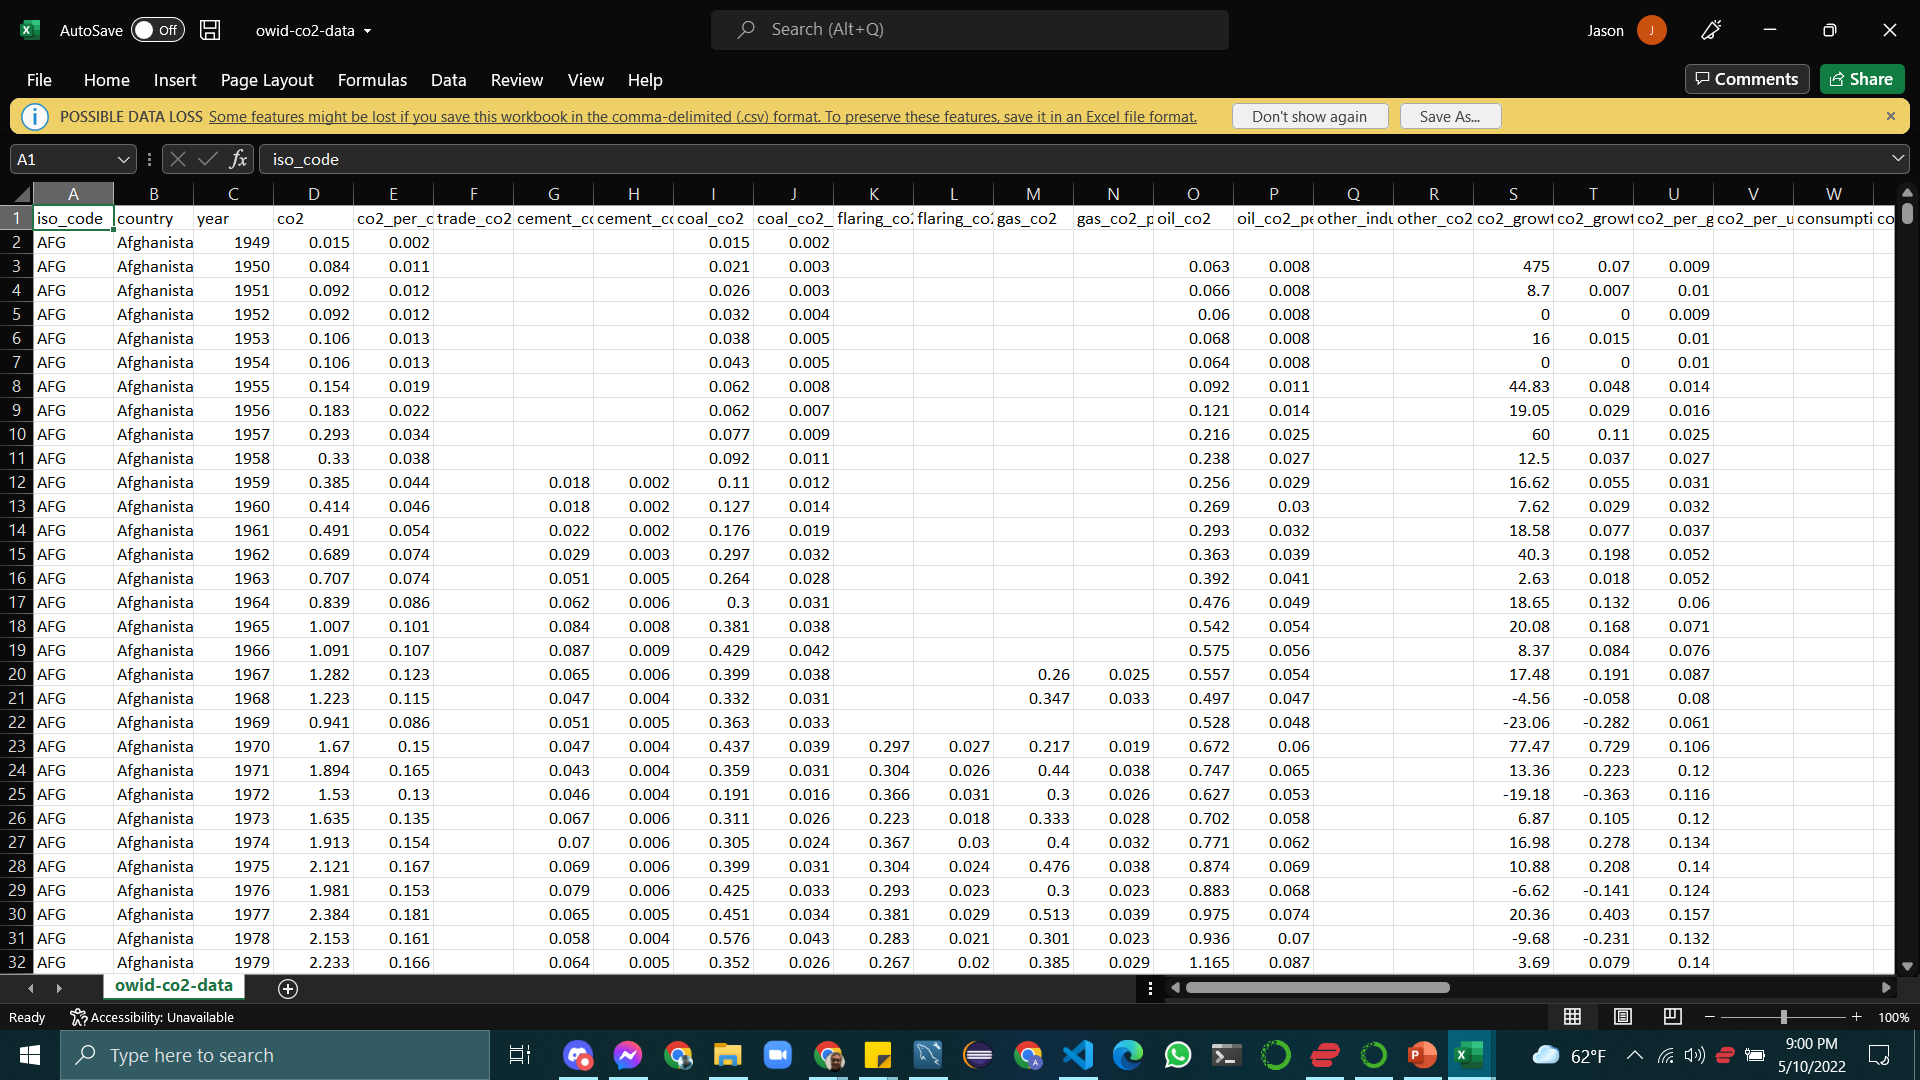 AutoSave Off owid-co2-data Search (Alt+Q) Jason J
File Home Insert Page Layout Formulas Data Review View Help Comments Share
POSSIBLE DATA LOSS Some features might be lost if you save this workbook in the comma-delimited (.csv) format. To preserve these features, save it in an Excel file format. Don't show again Save As...
A1 fx iso_code
A B C D E F G H I J K L M N O P Q R S T U V W
1 iso_code country year co2 co2_per_c trade_co2 cement_co cement_co coal_co2 coal_co2_ flaring_co2 flaring_co2 gas_co2 gas_co2_p oil_co2 oil_co2_pe other_indu other_co2 co2_growt co2_growt co2_per_g co2_per_u consumpti co
2 AFG Afghanista 1949 0.015 0.002 0.015 0.002
3 AFG Afghanista 1950 0.084 0.011 0.021 0.003 0.063 0.008 475 0.07 0.009
4 AFG Afghanista 1951 0.092 0.012 0.026 0.003 0.066 0.008 8.7 0.007 0.01
5 AFG Afghanista 1952 0.092 0.012 0.032 0.004 0.06 0.008 0 0 0.009
6 AFG Afghanista 1953 0.106 0.013 0.038 0.005 0.068 0.008 16 0.015 0.01
7 AFG Afghanista 1954 0.106 0.013 0.043 0.005 0.064 0.008 0 0 0.01
8 AFG Afghanista 1955 0.154 0.019 0.062 0.008 0.092 0.011 44.83 0.048 0.014
9 AFG Afghanista 1956 0.183 0.022 0.062 0.007 0.121 0.014 19.05 0.029 0.016
10 AFG Afghanista 1957 0.293 0.034 0.077 0.009 0.216 0.025 60 0.11 0.025
11 AFG Afghanista 1958 0.33 0.038 0.092 0.011 0.238 0.027 12.5 0.037 0.027
12 AFG Afghanista 1959 0.385 0.044 0.018 0.002 0.11 0.012 0.256 0.029 16.62 0.055 0.031
13 AFG Afghanista 1960 0.414 0.046 0.018 0.002 0.127 0.014 0.269 0.03 7.62 0.029 0.032
14 AFG Afghanista 1961 0.491 0.054 0.022 0.002 0.176 0.019 0.293 0.032 18.58 0.077 0.037
15 AFG Afghanista 1962 0.689 0.074 0.029 0.003 0.297 0.032 0.363 0.039 40.3 0.198 0.052
16 AFG Afghanista 1963 0.707 0.074 0.051 0.005 0.264 0.028 0.392 0.041 2.63 0.018 0.052
17 AFG Afghanista 1964 0.839 0.086 0.062 0.006 0.3 0.031 0.476 0.049 18.65 0.132 0.06
18 AFG Afghanista 1965 1.007 0.101 0.084 0.008 0.381 0.038 0.542 0.054 20.08 0.168 0.071
19 AFG Afghanista 1966 1.091 0.107 0.087 0.009 0.429 0.042 0.575 0.056 8.37 0.084 0.076
20 AFG Afghanista 1967 1.282 0.123 0.065 0.006 0.399 0.038 0.26 0.025 0.557 0.054 17.48 0.191 0.087
21 AFG Afghanista 1968 1.223 0.115 0.047 0.004 0.332 0.031 0.347 0.033 0.497 0.047 -4.56 -0.058 0.08
22 AFG Afghanista 1969 0.941 0.086 0.051 0.005 0.363 0.033 0.528 0.048 -23.06 -0.282 0.061
23 AFG Afghanista 1970 1.67 0.15 0.047 0.004 0.437 0.039 0.297 0.027 0.217 0.019 0.672 0.06 77.47 0.729 0.106
24 AFG Afghanista 1971 1.894 0.165 0.043 0.004 0.359 0.031 0.304 0.026 0.44 0.038 0.747 0.065 13.36 0.223 0.12
25 AFG Afghanista 1972 1.53 0.13 0.046 0.004 0.191 0.016 0.366 0.031 0.3 0.026 0.627 0.053 -19.18 -0.363 0.116
26 AFG Afghanista 1973 1.635 0.135 0.067 0.006 0.311 0.026 0.223 0.018 0.333 0.028 0.702 0.058 6.87 0.105 0.12
27 AFG Afghanista 1974 1.913 0.154 0.07 0.006 0.305 0.024 0.367 0.03 0.4 0.032 0.771 0.062 16.98 0.278 0.134
28 AFG Afghanista 1975 2.121 0.167 0.069 0.006 0.399 0.031 0.304 0.024 0.476 0.038 0.874 0.069 10.88 0.208 0.14
29 AFG Afghanista 1976 1.981 0.153 0.079 0.006 0.425 0.033 0.293 0.023 0.3 0.023 0.883 0.068 -6.62 -0.141 0.124
30 AFG Afghanista 1977 2.384 0.181 0.065 0.005 0.451 0.034 0.381 0.029 0.513 0.039 0.975 0.074 20.36 0.403 0.157
31 AFG Afghanista 1978 2.153 0.161 0.058 0.004 0.576 0.043 0.283 0.021 0.301 0.023 0.936 0.07 -9.68 -0.231 0.132
32 AFG Afghanista 1979 2.233 0.166 0.064 0.005 0.352 0.026 0.267 0.02 0.385 0.029 1.165 0.087 3.69 0.079 0.14
owid-co2-data
Ready Accessibility: Unavailable 100%
Type here to search 62°F 9:00 PM
5/10/2022